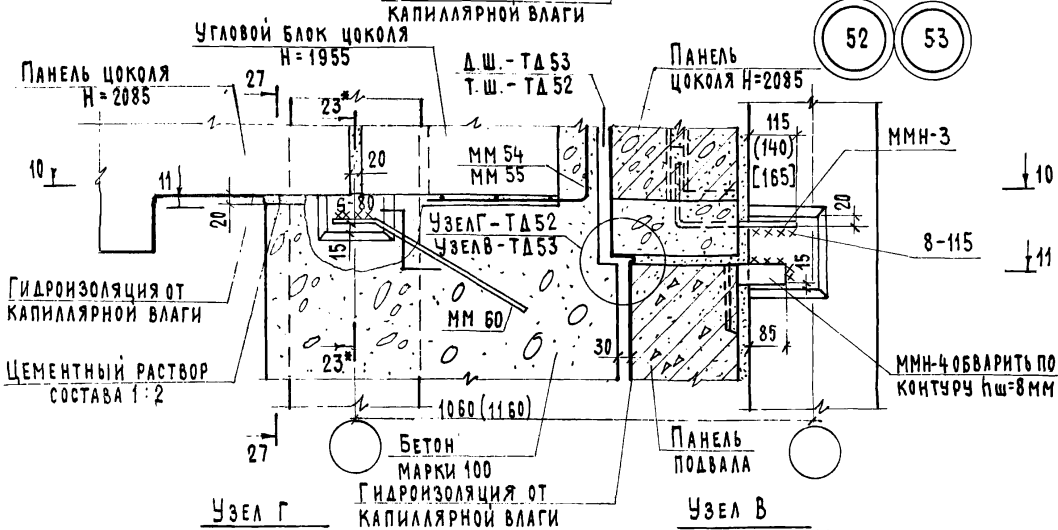 КАПИЛЛЯРНОЙ ВЛАГИ
УГЛОВОЙ БЛОК ЦОКОЛЯ
Н=1955
ПАНЕЛЬ ЦОКОЛЯ
Н=2085
Д.Ш.-ТД53
Т.Ш.-ТД52
ПАНЕЛЬ
ЦОКОЛЯ Н=2085
52
53
27
23*
20
ММ 54
ММ 55
115
(140)
[165]
ММН-3
10
11
20
5-80
15
УЗЕЛ Г-ТД52
УЗЕЛ В-ТД53
20
10
8-115
15
11
ГИДРОИЗОЛЯЦИЯ ОТ
КАПИЛЛЯРНОЙ ВЛАГИ
ММ 60
30
85
23*
ЦЕМЕНТНЫЙ РАСТВОР
СОСТАВА 1:2
ММН-4 ОБВАРИТЬ ПО
КОНТУРУ hш=8ММ
1060(1160)
27
БЕТОН
МАРКИ 100
ПАНЕЛЬ
ПОДВАЛА
ГИДРОИЗОЛЯЦИЯ ОТ
КАПИЛЛЯРНОЙ ВЛАГИ
УЗЕЛ Г
УЗЕЛ В